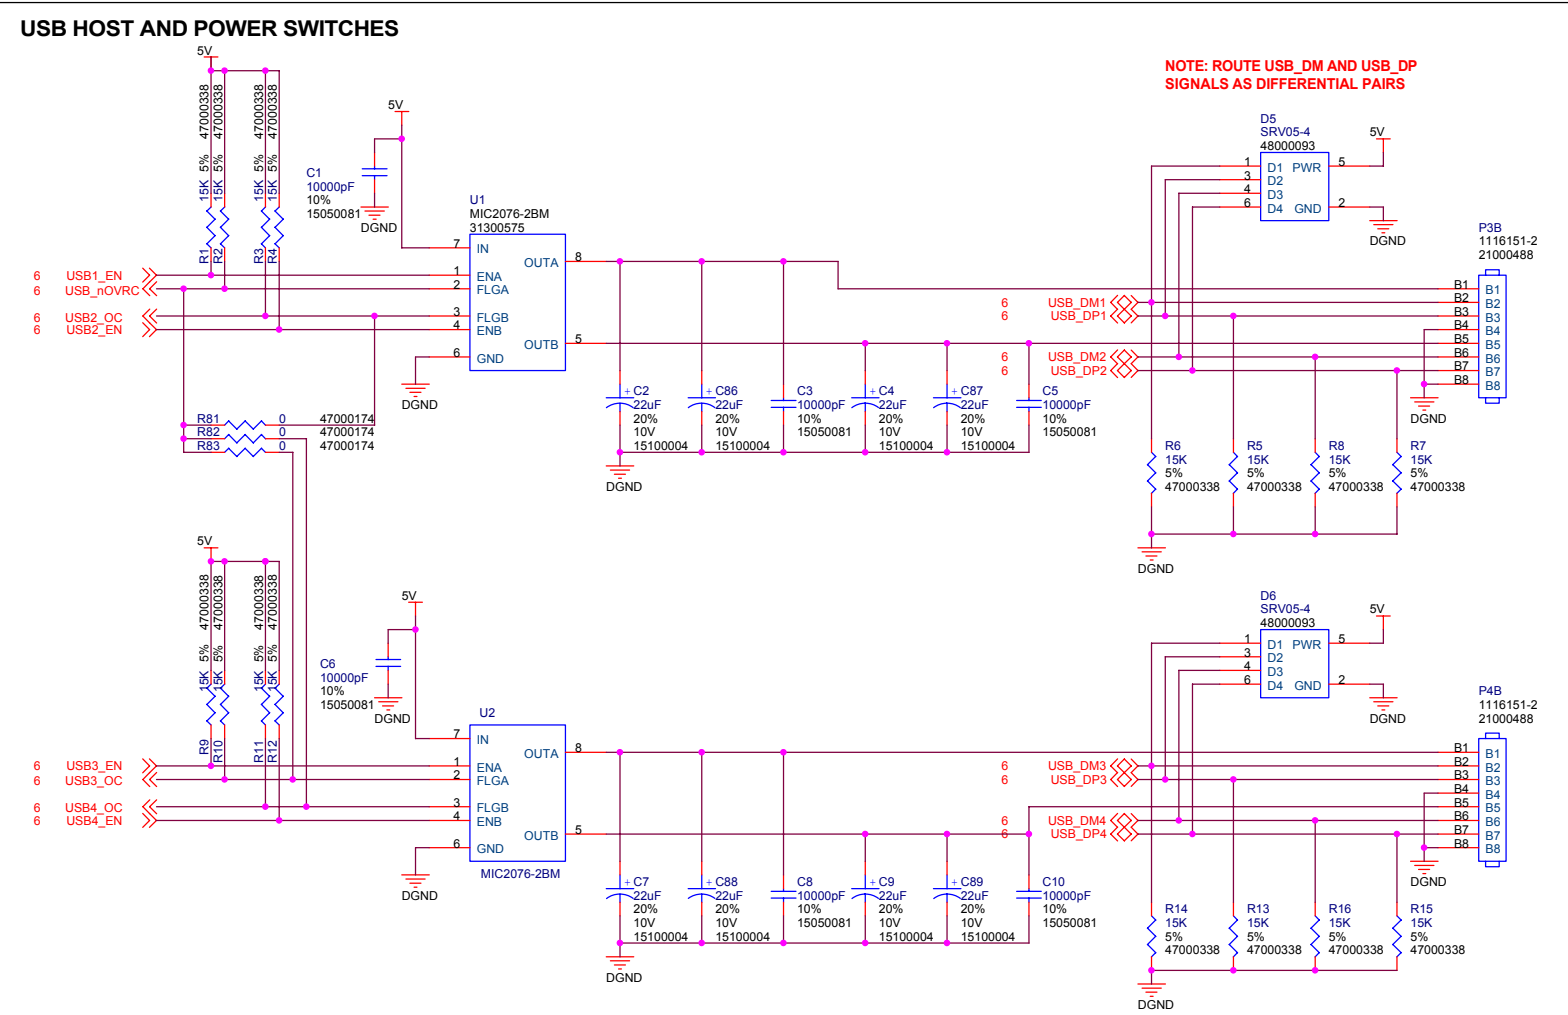 USB HOST AND POWER SWITCHES
NOTE: ROUTE USB_DM AND USB_DP
SIGNALS AS DIFFERENTIAL PAIRS
5V
47000338
47000338
47000338
47000338
15K 5%
15K 5%
15K 5%
15K 5%
R1
R2
R3
R4
5V
C1
10000pF
10%
15050081
DGND
U1
MIC2076-2BM
31300575
7 IN
1 ENA
2 FLGA
3 FLGB
4 ENB
6 GND
OUTA 8
OUTB 5
DGND
6 USB1_EN
6 USB_nOVRC
6 USB2_OC
6 USB2_EN
R81 0 47000174
R82 0 47000174
R83 0 47000174
+ C2
22uF
20%
10V
15100004
+ C86
22uF
20%
10V
15100004
C3
10000pF
10%
15050081
+ C4
22uF
20%
10V
15100004
+ C87
22uF
20%
10V
15100004
C5
10000pF
10%
15050081
DGND
D5
SRV05-4
48000093
1 D1 PWR 5
3 D2
4 D3
6 D4 GND 2
5V
DGND
6 USB_DM1
6 USB_DP1
6 USB_DM2
6 USB_DP2
P3B
1116151-2
21000488
B1 B1
B2 B2
B3 B3
B4 B4
B5 B5
B6 B6
B7 B7
B8 B8
DGND
R6
15K
5%
47000338
R5
15K
5%
47000338
R8
15K
5%
47000338
R7
15K
5%
47000338
DGND
5V
47000338
47000338
47000338
47000338
15K 5%
15K 5%
15K 5%
15K 5%
R9
R10
R11
R12
5V
C6
10000pF
10%
15050081
DGND
U2
7 IN
1 ENA
2 FLGA
3 FLGB
4 ENB
6 GND
OUTA 8
OUTB 5
MIC2076-2BM
DGND
6 USB3_EN
6 USB3_OC
6 USB4_OC
6 USB4_EN
+ C7
22uF
20%
10V
15100004
+ C88
22uF
20%
10V
15100004
C8
10000pF
10%
15050081
+ C9
22uF
20%
10V
15100004
+ C89
22uF
20%
10V
15100004
C10
10000pF
10%
15050081
DGND
D6
SRV05-4
48000093
1 D1 PWR 5
3 D2
4 D3
6 D4 GND 2
5V
DGND
6 USB_DM3
6 USB_DP3
6 USB_DM4
6 USB_DP4
P4B
1116151-2
21000488
B1 B1
B2 B2
B3 B3
B4 B4
B5 B5
B6 B6
B7 B7
B8 B8
DGND
R14
15K
5%
47000338
R13
15K
5%
47000338
R16
15K
5%
47000338
R15
15K
5%
47000338
DGND